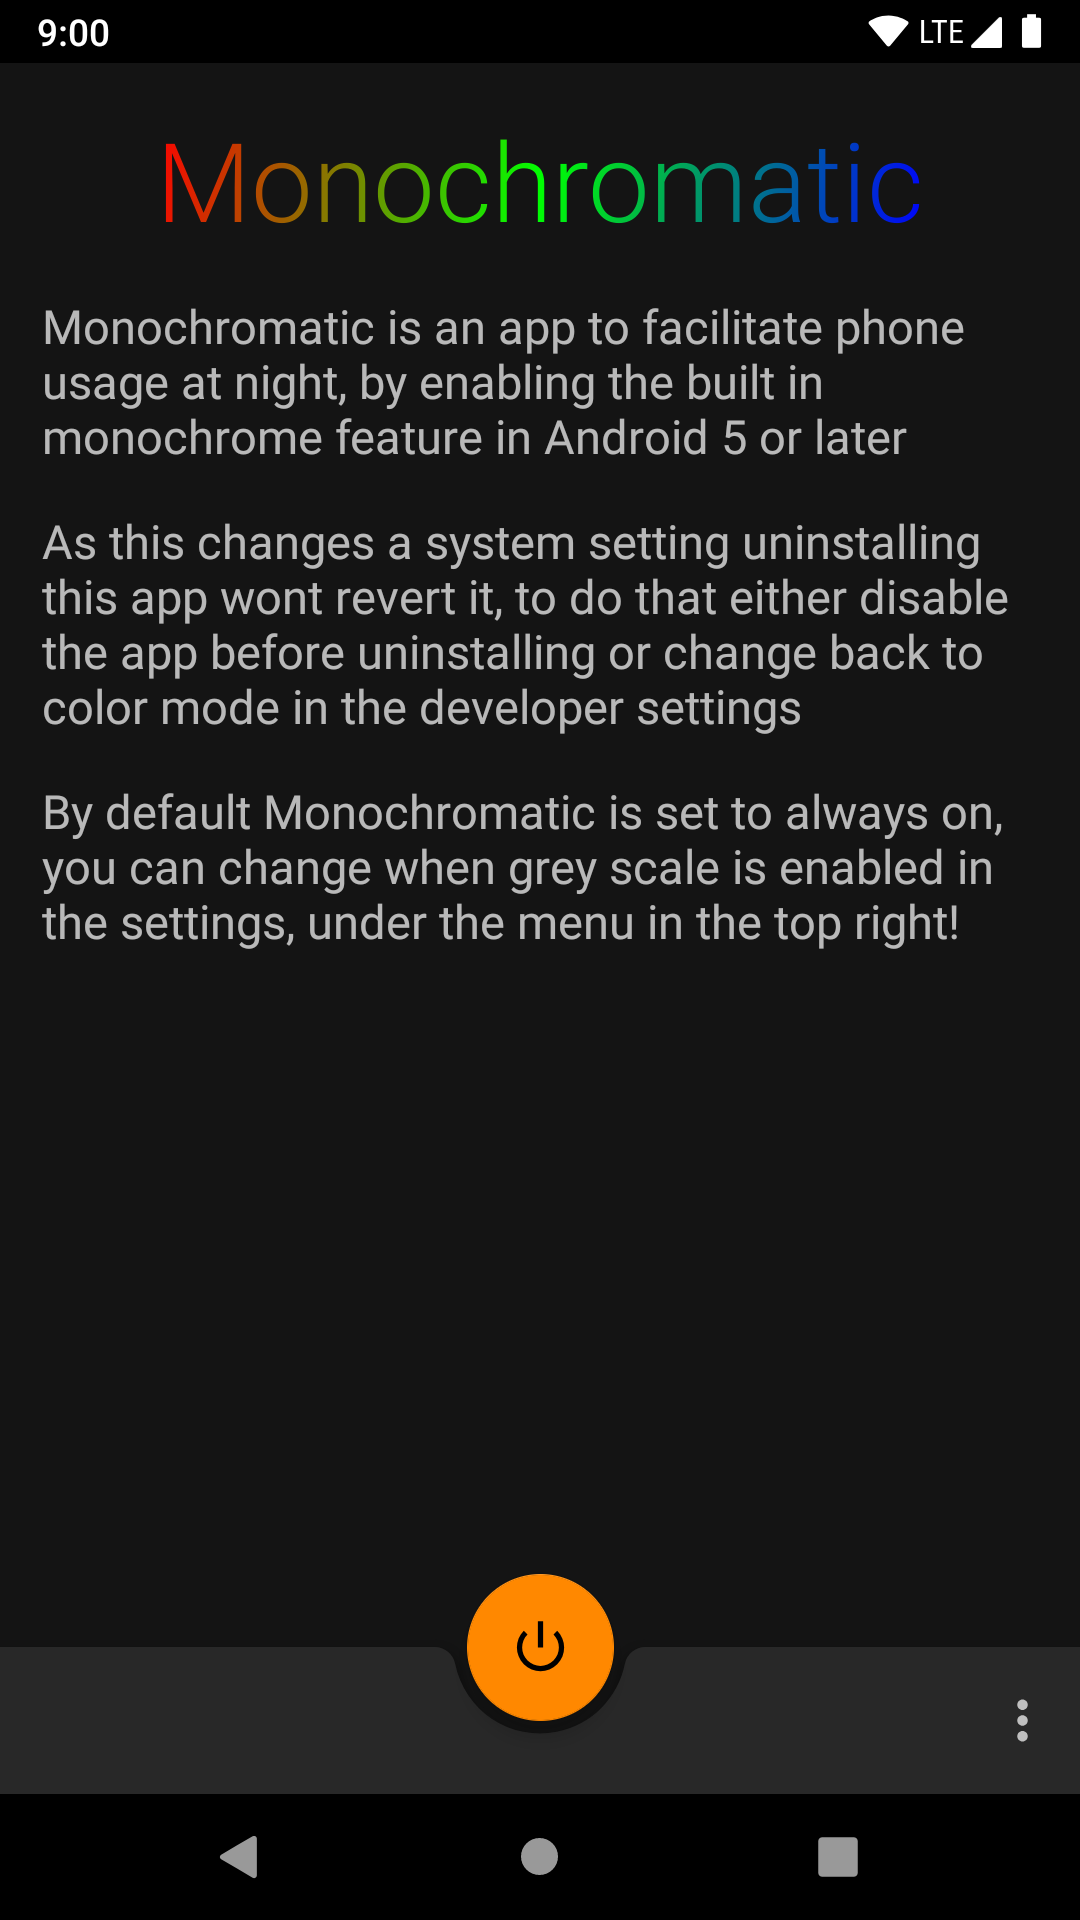 9:00
LTE
Monochromatic
Monochromatic is an app to facilitate phone
usage at night, by enabling the built in
monochrome feature in Android 5 or later
As this changes a system setting uninstalling
this app wont revert it, to do that either disable
the app before uninstalling or change back to
color mode in the developer settings
By default Monochromatic is set to always on,
you can change when grey scale is enabled in
the settings, under the menu in the top right!